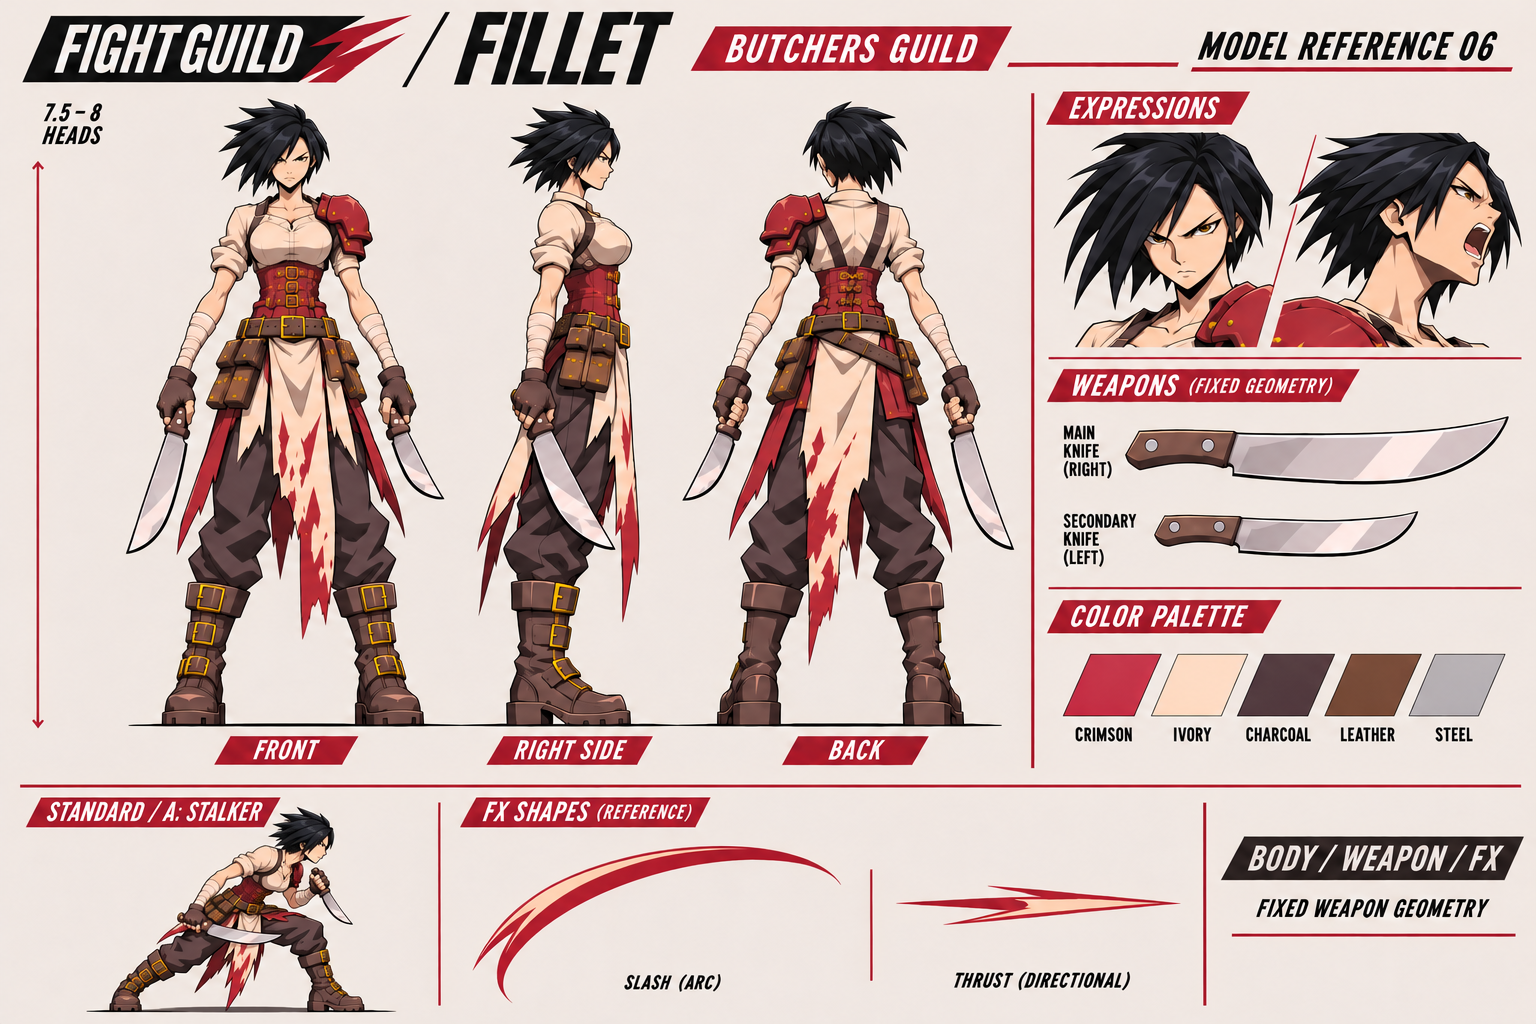 FIGHT GUILD / FILLET
BUTCHERS GUILD
MODEL REFERENCE 06
7.5 – 8
HEADS
FRONT
RIGHT SIDE
BACK
EXPRESSIONS
WEAPONS (FIXED GEOMETRY)
MAIN
KNIFE
(RIGHT)
SECONDARY
KNIFE
(LEFT)
COLOR PALETTE
CRIMSON
IVORY
CHARCOAL
LEATHER
STEEL
STANDARD / A: STALKER
FX SHAPES (REFERENCE)
SLASH (ARC)
THRUST (DIRECTIONAL)
BODY / WEAPON / FX
FIXED WEAPON GEOMETRY